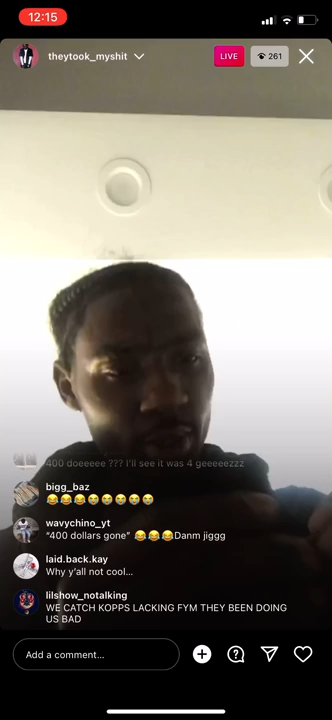 12:15
theytook_myshit
LIVE
261
400 doeeeee ??? I'll see it was 4 geeeeezzz
bigg_baz
😂😂😂😂😂😂😂😂
wavychino_yt
“400 dollars gone” 😂😂😂Danm jiggg
laid.back.kay
Why y'all not cool...
lilshow_notalking
WE CATCH KOPPS LACKING FYM THEY BEEN DOING
US BAD
Add a comment...